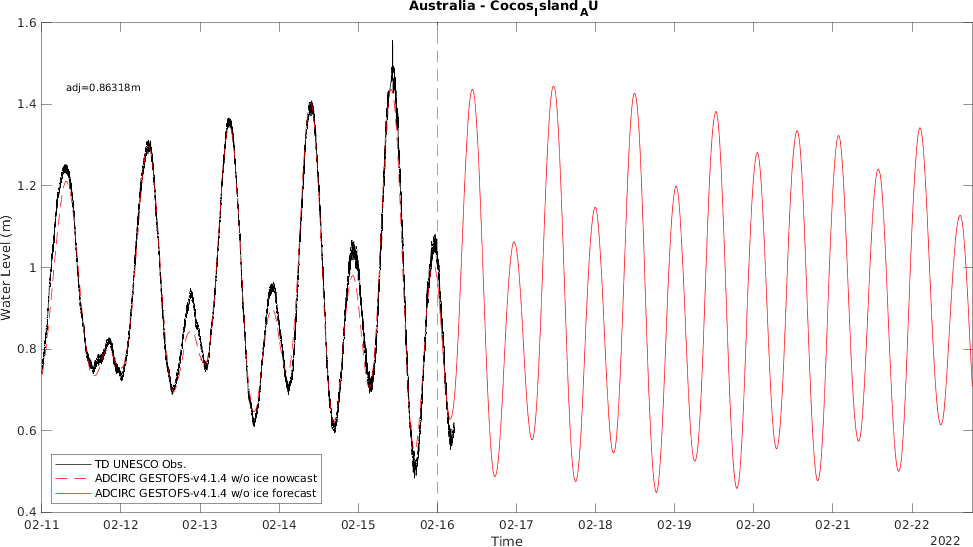 Australia - Cocos_Island_AU
1.6
1.4
1.2
1
0.8
0.6
0.4
Water Level (m)
adj=0.86318m
TD UNESCO Obs.
ADCIRC GESTOFS-v4.1.4 w/o ice nowcast
ADCIRC GESTOFS-v4.1.4 w/o ice forecast
02-11 02-12 02-13 02-14 02-15 02-16 02-17 02-18 02-19 02-20 02-21 02-22
Time
2022